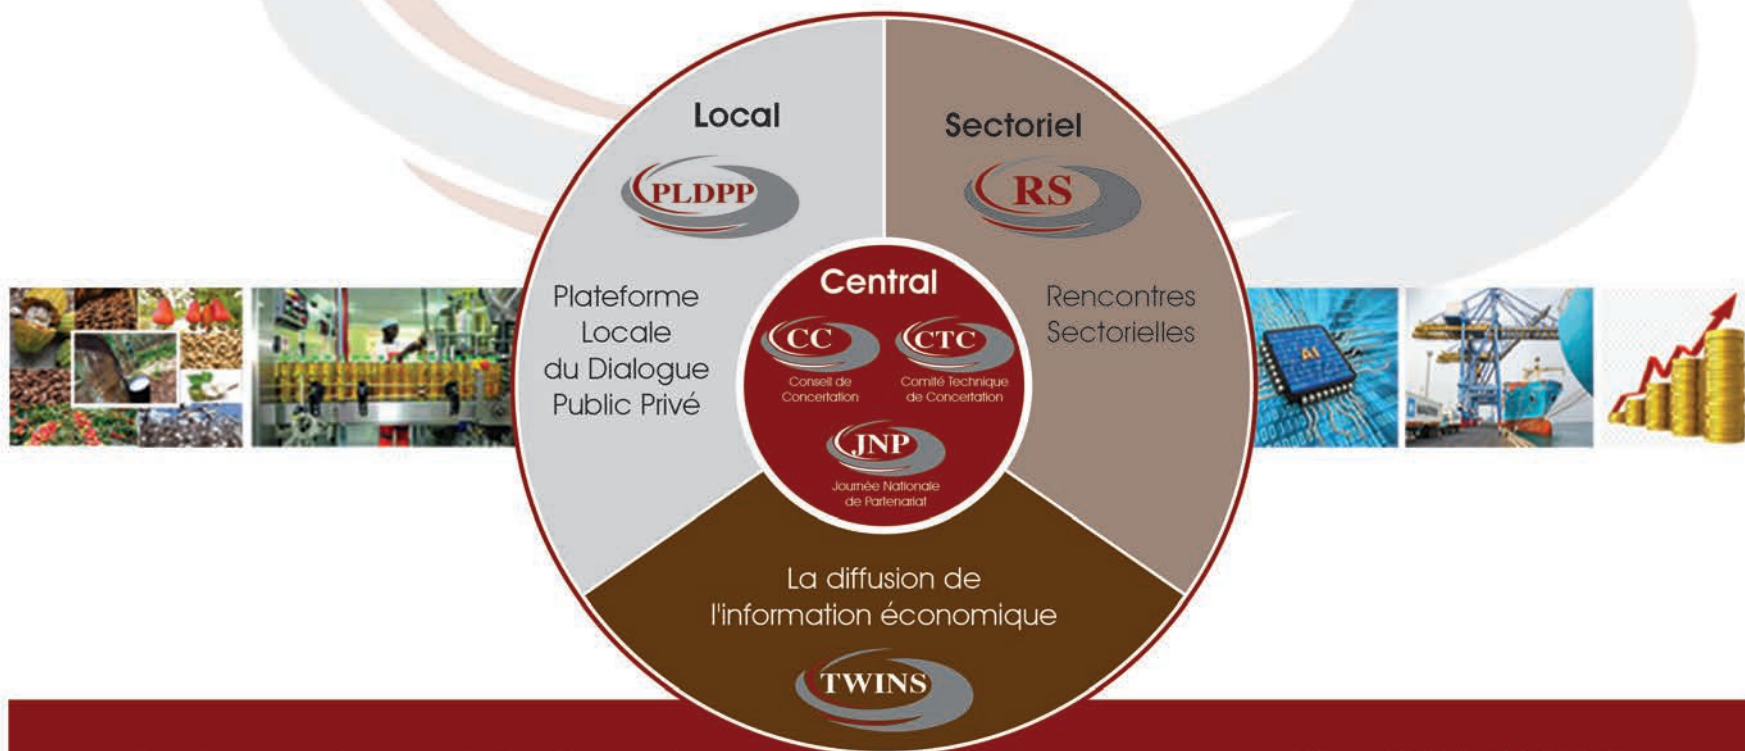 Local
PLDPP
Plateforme
Locale
du Dialogue
Public Privé
Sectoriel
RS
Rencontres
Sectorielles
Central
CC
Conseil de
Concertation
CTC
Comité Technique
de Concertation
JNP
Journée Nationale
de Partenariat
La diffusion de
l'information économique
TWINS
AI